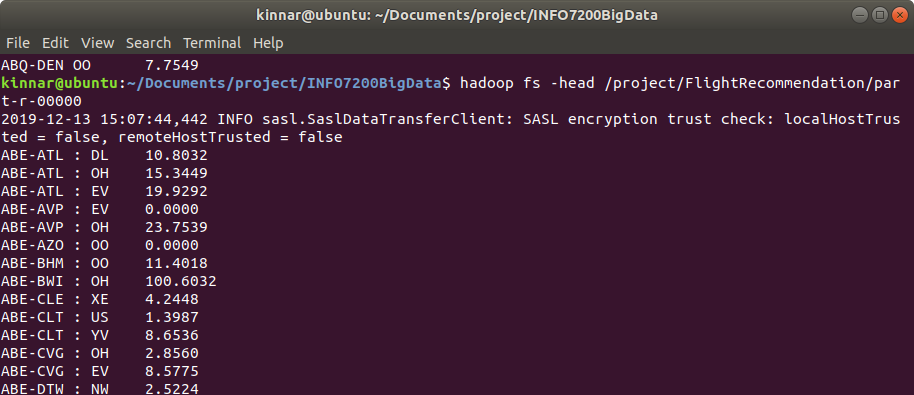 kinnar@ubuntu: ~/Documents/project/INFO7200BigData
File Edit View Search Terminal Help
ABQ-DEN OO 7.7549
kinnar@ubuntu:~/Documents/project/INFO7200BigData$ hadoop fs -head /project/FlightRecommendation/par
t-r-00000
2019-12-13 15:07:44,442 INFO sasl.SaslDataTransferClient: SASL encryption trust check: localHostTrus
ted = false, remoteHostTrusted = false
ABE-ATL : DL 10.8032
ABE-ATL : OH 15.3449
ABE-ATL : EV 19.9292
ABE-AVP : EV 0.0000
ABE-AVP : OH 23.7539
ABE-AZO : OO 0.0000
ABE-BHM : OO 11.4018
ABE-BWI : OH 100.6032
ABE-CLE : XE 4.2448
ABE-CLT : US 1.3987
ABE-CLT : YV 8.6536
ABE-CVG : OH 2.8560
ABE-CVG : EV 8.5775
ABE-DTW : NW 2.5224